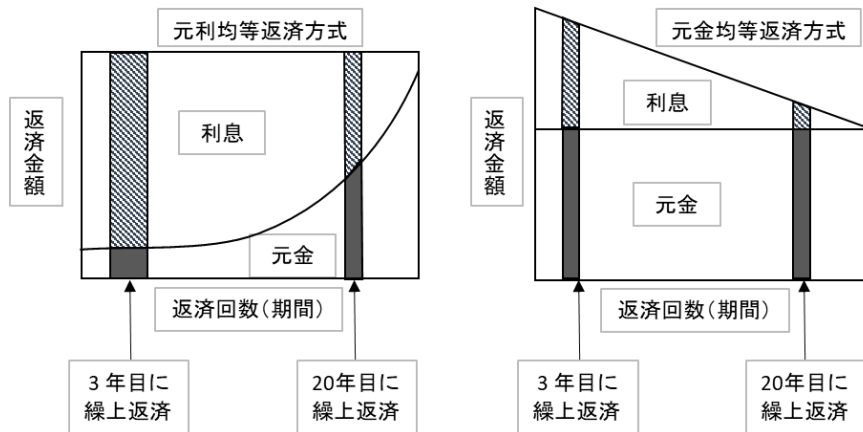 元利均等返済方式
返済金額
利息
元金
返済回数(期間)
3年目に
繰上返済
20年目に
繰上返済
元金均等返済方式
返済金額
利息
元金
返済回数(期間)
3年目に
繰上返済
20年目に
繰上返済